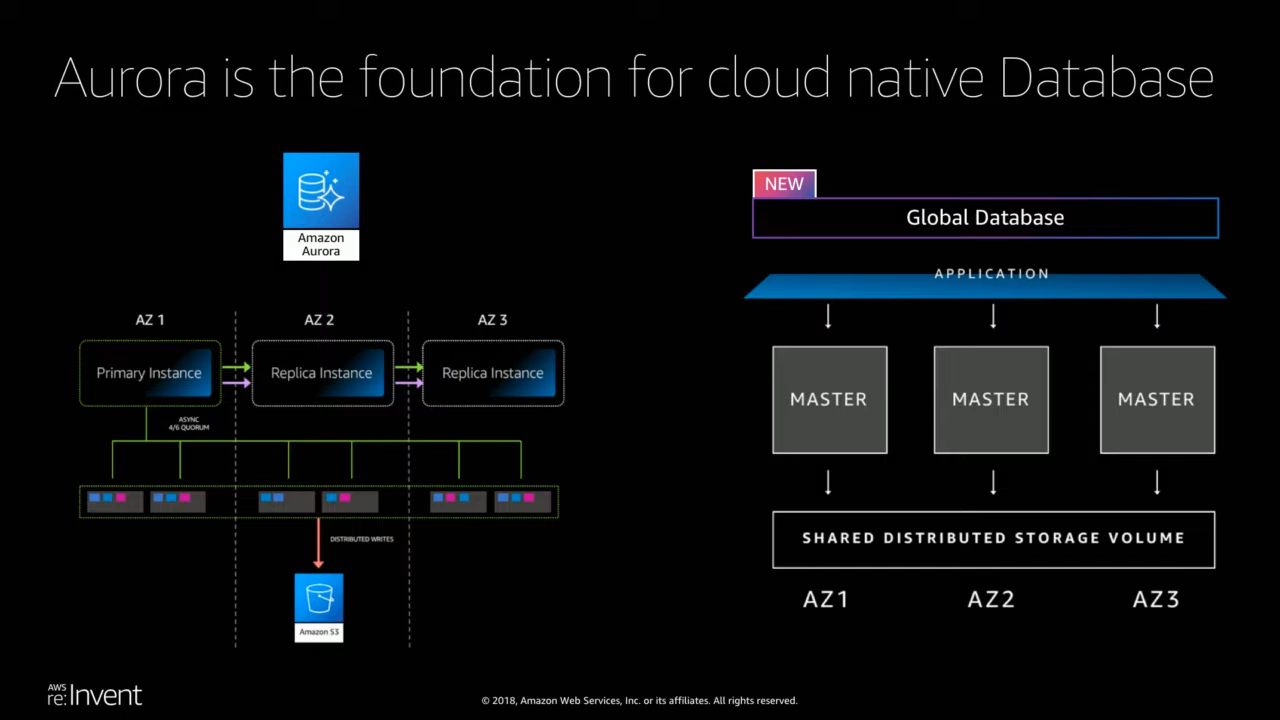 Aurora is the foundation for cloud native Database
Amazon
Aurora
AZ 1
AZ 2
AZ 3
Primary Instance
Replica Instance
Replica Instance
ASYNC
4/6 QUORUM
DISTRIBUTED WRITES
Amazon S3
NEW
Global Database
APPLICATION
MASTER
MASTER
MASTER
SHARED DISTRIBUTED STORAGE VOLUME
AZ1
AZ2
AZ3
AWS
re:Invent
© 2018, Amazon Web Services, Inc. or its affiliates. All rights reserved.